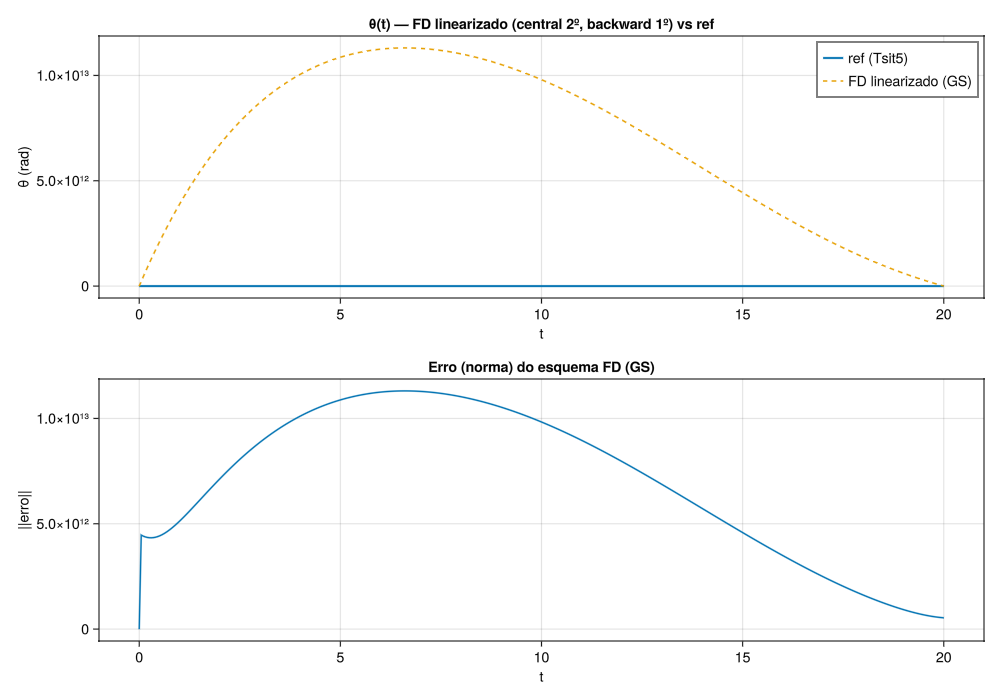 θ(t) — FD linearizado (central 2º, backward 1º) vs ref
ref (Tsit5)
FD linearizado (GS)
1.0×10¹³
5.0×10¹²
0
θ (rad)
0 5 10 15 20
t
Erro (norma) do esquema FD (GS)
1.0×10¹³
5.0×10¹²
0
||erro||
0 5 10 15 20
t